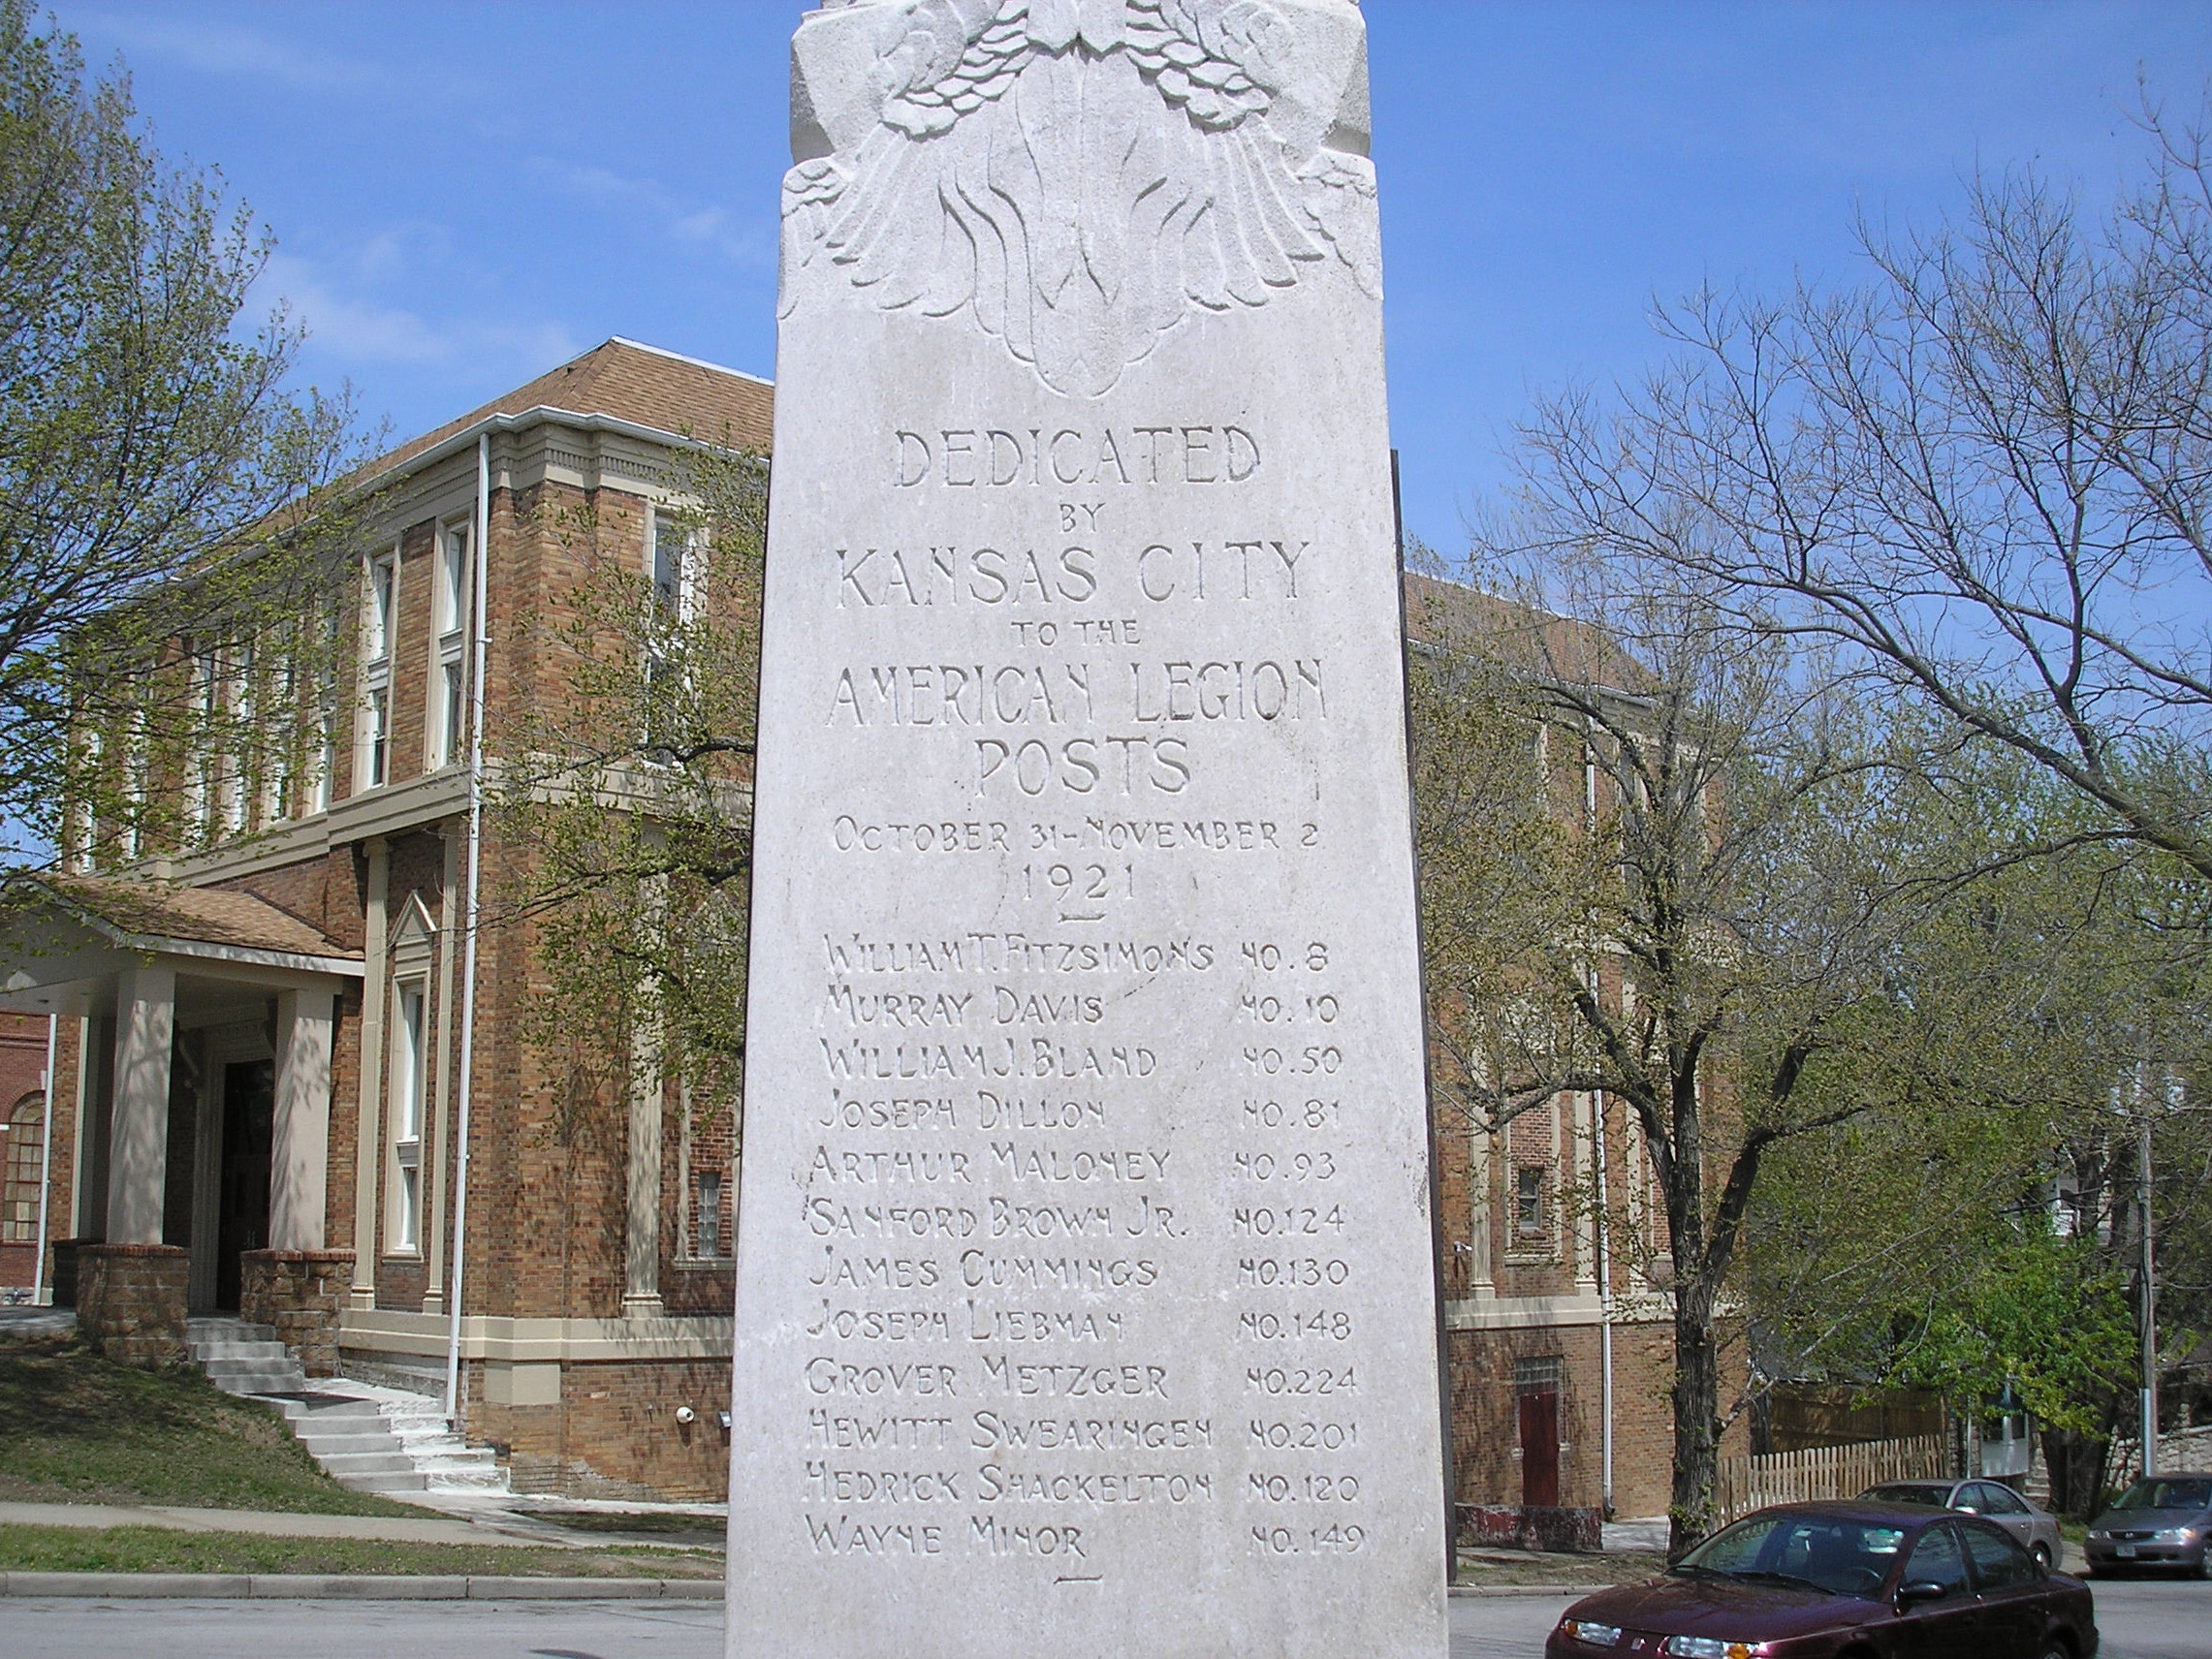 DEDICATED
BY
KANSAS CITY
TO THE
AMERICAN LEGION
POSTS
OCTOBER 31-NOVEMBER 2
1921
WILLIAM T. FITZSIMONS NO. 8
MURRAY DAVIS NO. 10
WILLIAM J. BLAND NO. 50
JOSEPH DILLON NO. 81
ARTHUR MALONEY NO. 93
SANFORD BROWN JR. NO. 124
JAMES CUMMINGS NO. 130
JOSEPH LIEBMAN NO. 148
GROVER METZGER NO. 224
HEWITT SWEARINGEN NO. 201
HEDRICK SHACKELTON NO. 120
WAYNE MINOR NO. 149